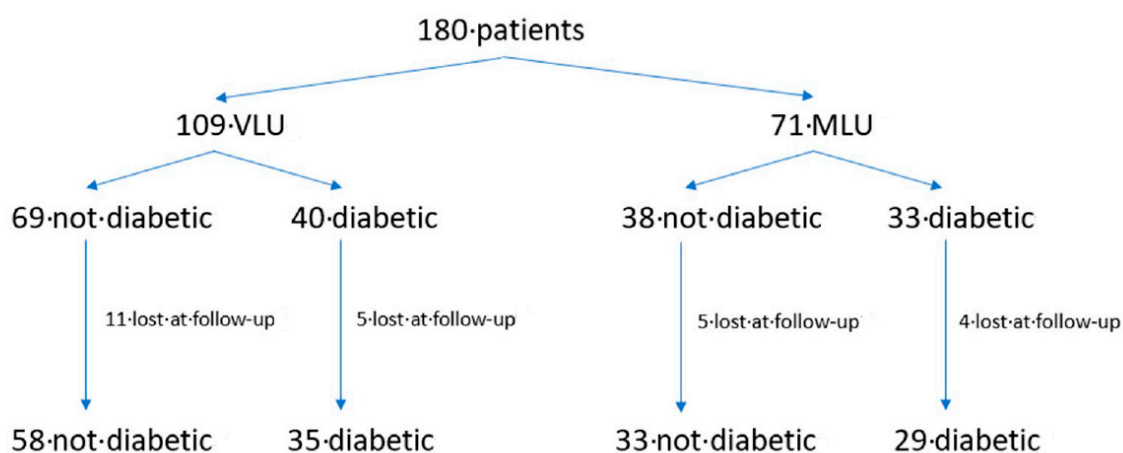 180·patients
109·VLU
71·MLU
69·not·diabetic
40·diabetic
38·not·diabetic
33·diabetic
11·lost·at·follow-up
5·lost·at·follow-up
5·lost·at·follow-up
4·lost·at·follow-up
58·not·diabetic
35·diabetic
33·not·diabetic
29·diabetic